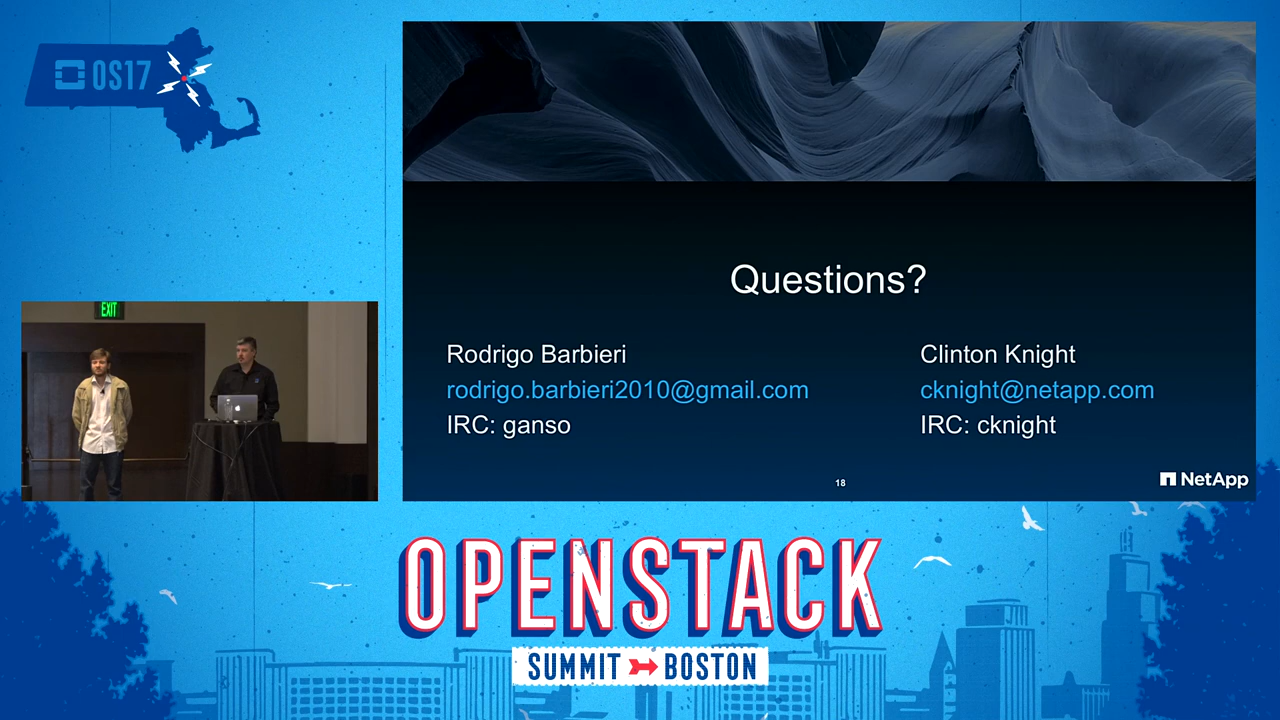 OS17
EXIT
Questions?
Rodrigo Barbieri
rodrigo.barbieri2010@gmail.com
IRC: ganso
Clinton Knight
cknight@netapp.com
IRC: cknight
18
NetApp
OPENSTACK
SUMMIT BOSTON